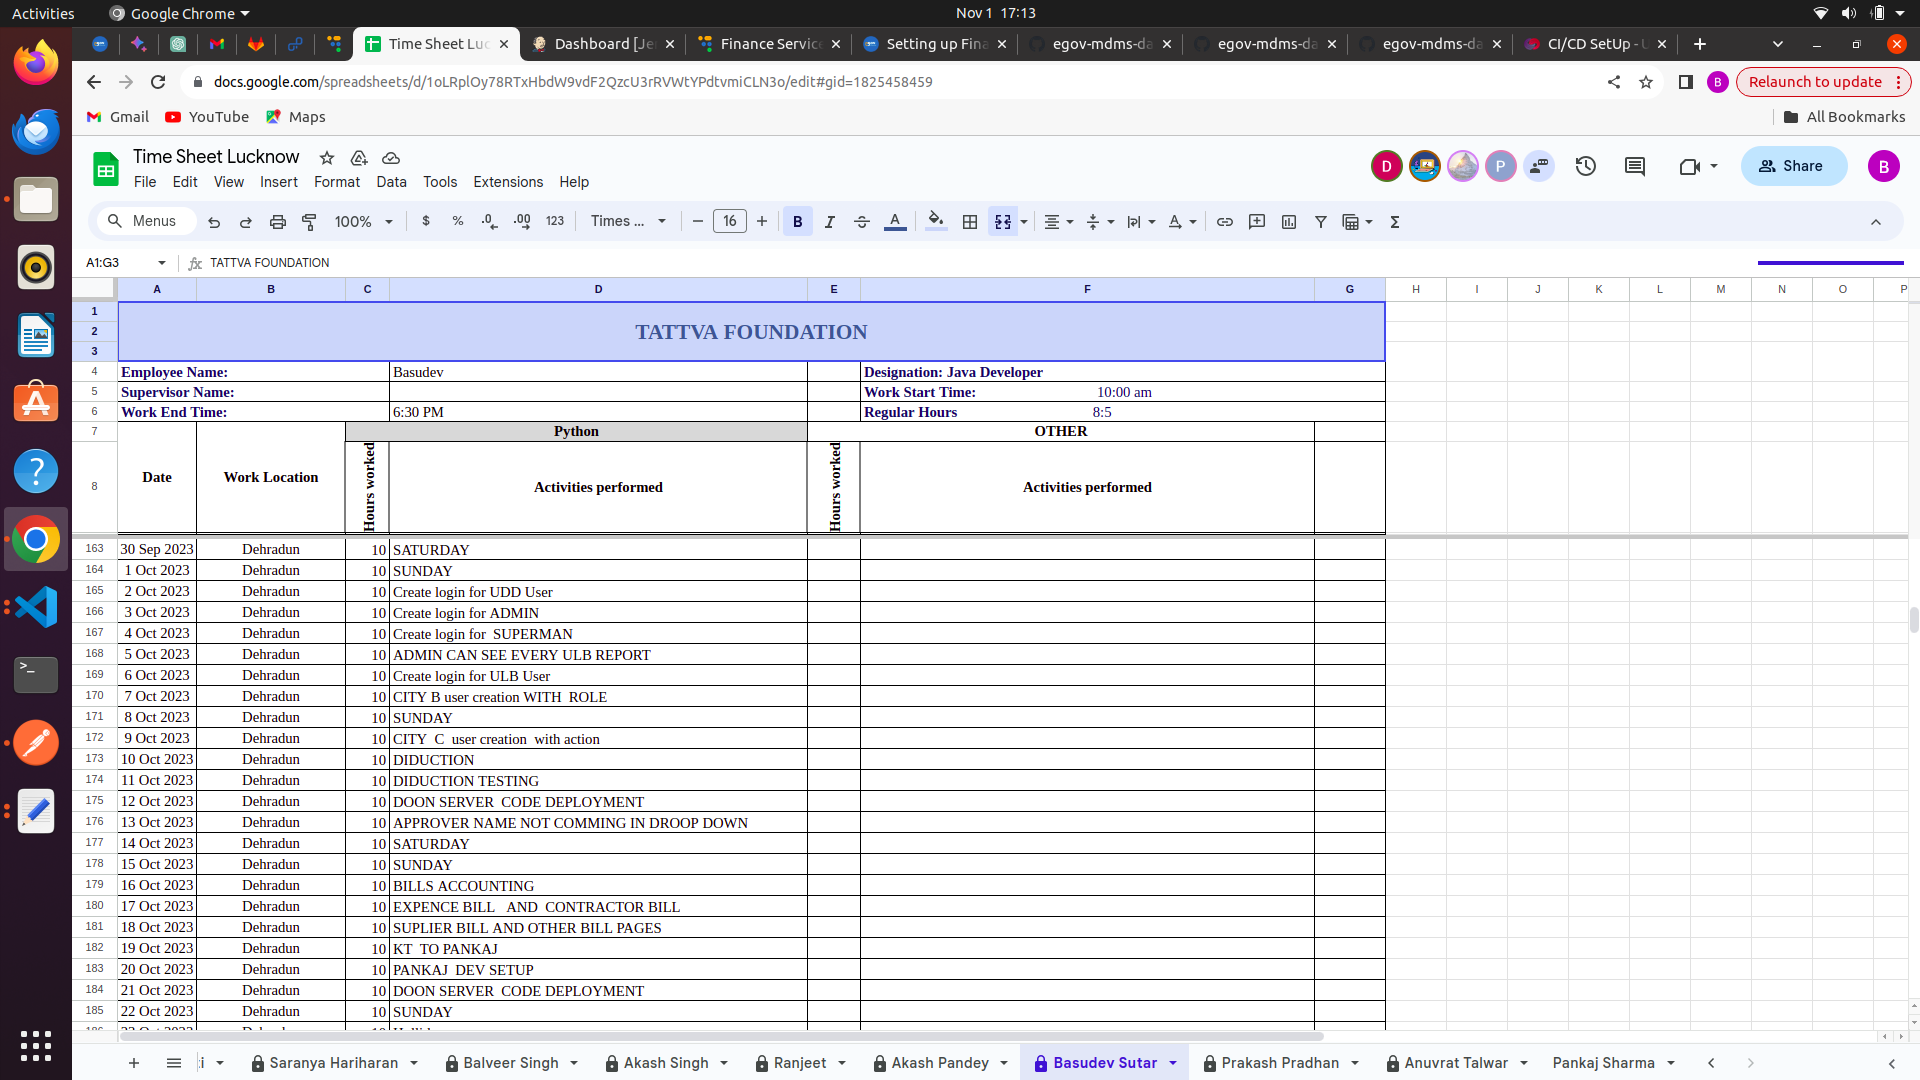 Activities Google Chrome Nov 1 17:13
Time Sheet Luc Dashboard [Je Finance Service Setting up Fina egov-mdms-da egov-mdms-da egov-mdms-da CI/CD SetUp - U
docs.google.com/spreadsheets/d/1oLRplOy78RTxHbdW9vdF2QzcU3rRVWtYPdtvmiCLN3o/edit#gid=1825458459 B Relaunch to update
Gmail YouTube Maps All Bookmarks
Time Sheet Lucknow
D P Share B
File Edit View Insert Format Data Tools Extensions Help
Menus 100% $ % .0 .00 123 Times ... 16 B I A
A1:G3 fx TATTVA FOUNDATION
A B C D E F G H I J K L M N O P
1
2 TATTVA FOUNDATION
3
4 Employee Name: Basudev Designation: Java Developer
5 Supervisor Name: Work Start Time: 10:00 am
6 Work End Time: 6:30 PM Regular Hours 8:5
7 Python OTHER
8 Date Work Location Hours worked Activities performed Hours worked Activities performed
163 30 Sep 2023 Dehradun 10 SATURDAY
164 1 Oct 2023 Dehradun 10 SUNDAY
165 2 Oct 2023 Dehradun 10 Create login for UDD User
166 3 Oct 2023 Dehradun 10 Create login for ADMIN
167 4 Oct 2023 Dehradun 10 Create login for SUPERMAN
168 5 Oct 2023 Dehradun 10 ADMIN CAN SEE EVERY ULB REPORT
169 6 Oct 2023 Dehradun 10 Create login for ULB User
170 7 Oct 2023 Dehradun 10 CITY B user creation WITH ROLE
171 8 Oct 2023 Dehradun 10 SUNDAY
172 9 Oct 2023 Dehradun 10 CITY C user creation with action
173 10 Oct 2023 Dehradun 10 DIDUCTION
174 11 Oct 2023 Dehradun 10 DIDUCTION TESTING
175 12 Oct 2023 Dehradun 10 DOON SERVER CODE DEPLOYMENT
176 13 Oct 2023 Dehradun 10 APPROVER NAME NOT COMMING IN DROOP DOWN
177 14 Oct 2023 Dehradun 10 SATURDAY
178 15 Oct 2023 Dehradun 10 SUNDAY
179 16 Oct 2023 Dehradun 10 BILLS ACCOUNTING
180 17 Oct 2023 Dehradun 10 EXPENCE BILL AND CONTRACTOR BILL
181 18 Oct 2023 Dehradun 10 SUPLIER BILL AND OTHER BILL PAGES
182 19 Oct 2023 Dehradun 10 KT TO PANKAJ
183 20 Oct 2023 Dehradun 10 PANKAJ DEV SETUP
184 21 Oct 2023 Dehradun 10 DOON SERVER CODE DEPLOYMENT
185 22 Oct 2023 Dehradun 10 SUNDAY
Saranya Hariharan Balveer Singh Akash Singh Ranjeet Akash Pandey Basudev Sutar Prakash Pradhan Anuvrat Talwar Pankaj Sharma